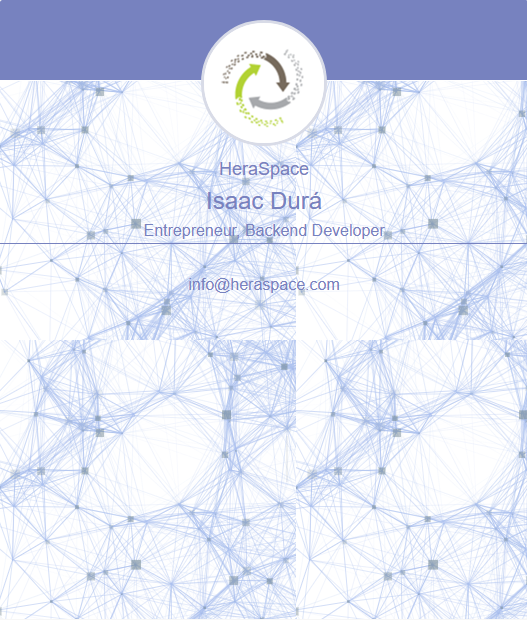 HeraSpace
Isaac Durá
Entrepreneur, Backend Developer
info@heraspace.com